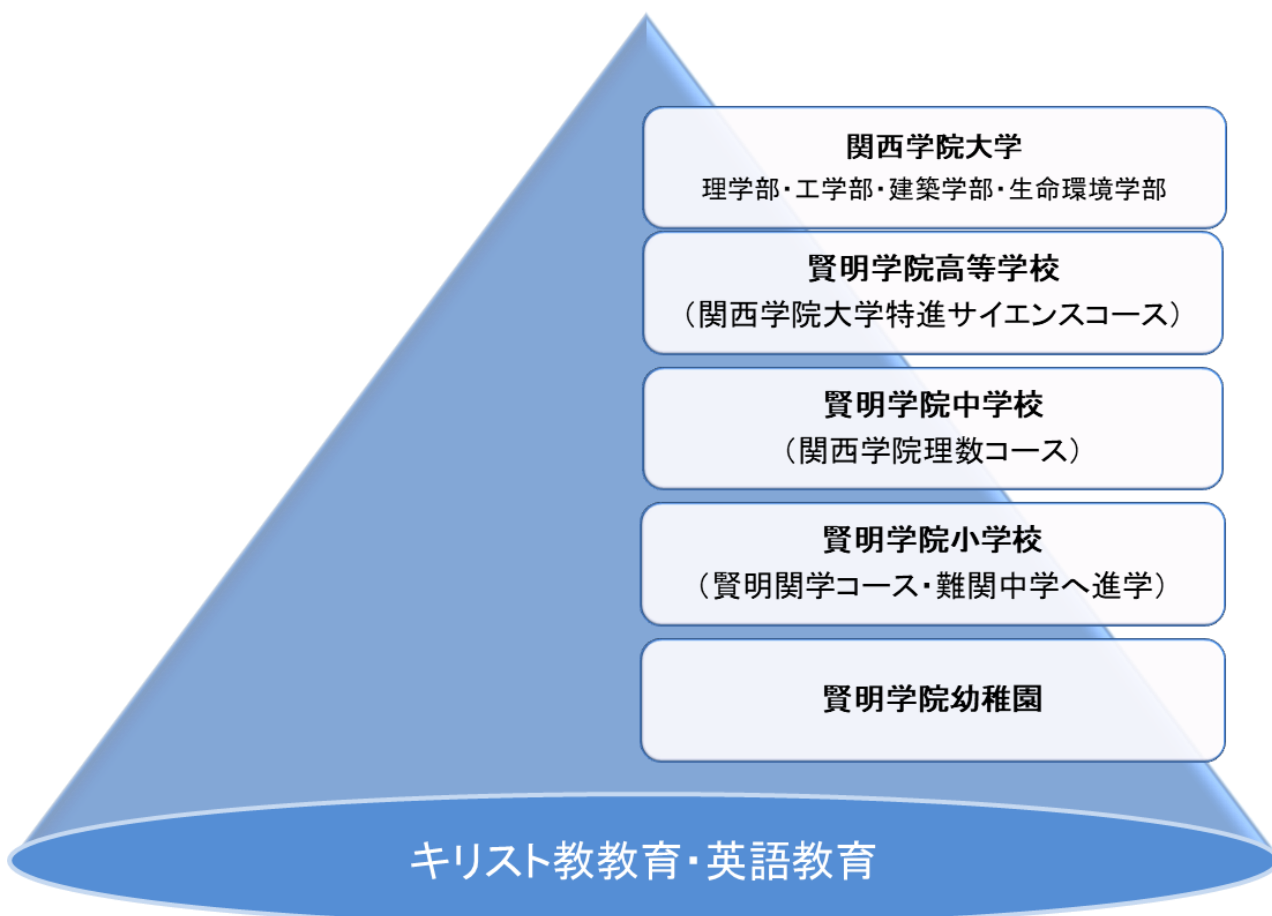 関西学院大学
理学部・工学部・建築学部・生命環境学部
賢明学院高等学校
（関西学院大学特進サイエンスコース）
賢明学院中学校
（関西学院理数コース）
賢明学院小学校
（賢明関学コース・難関中学へ進学）
賢明学院幼稚園
キリスト教教育・英語教育